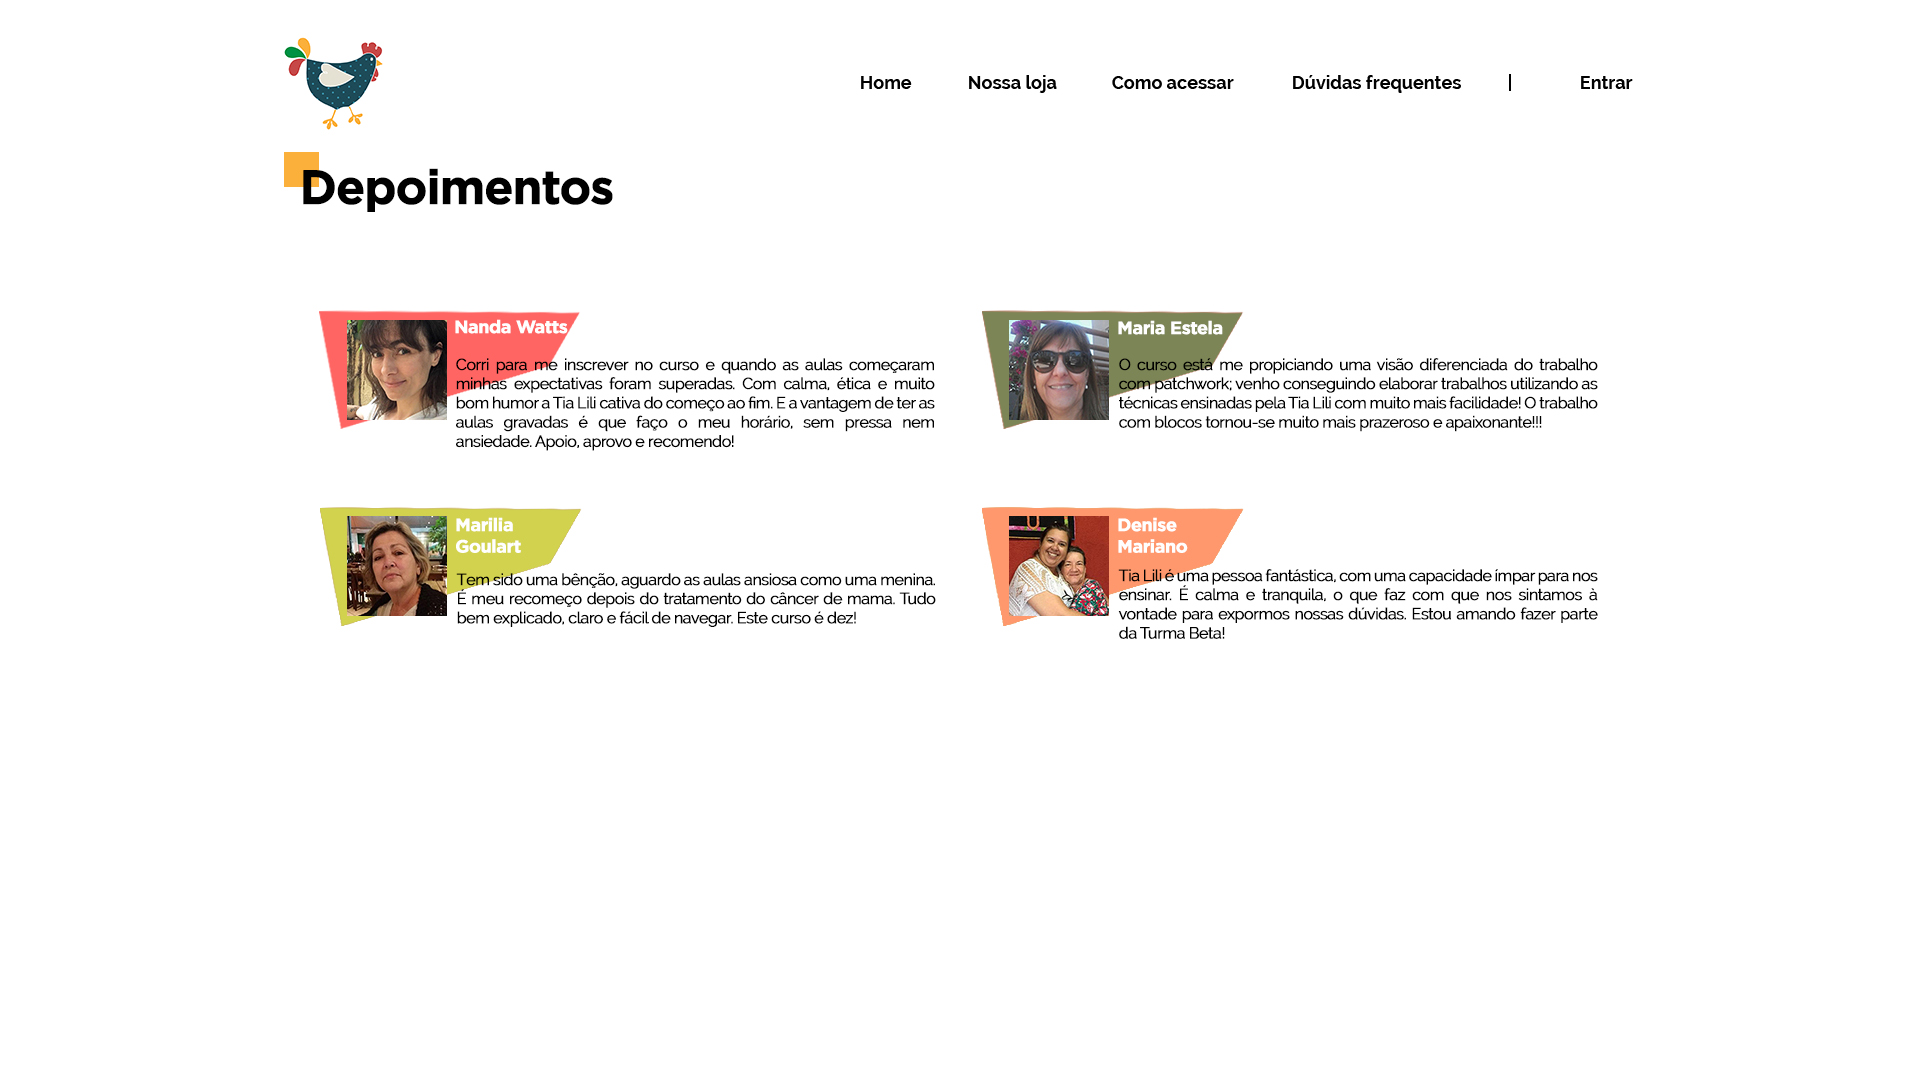 Home Nossa loja Como acessar Dúvidas frequentes | Entrar
Depoimentos
Nanda Watts
Corri para me inscrever no curso e quando as aulas começaram
minhas expectativas foram superadas. Com calma, ética e muito
bom humor a Tia Lili cativa do começo ao fim. E a vantagem de ter as
aulas gravadas é que faço o meu horário, sem pressa nem
ansiedade. Apoio, aprovo e recomendo!
Maria Estela
O curso está me propiciando uma visão diferenciada do trabalho
com patchwork; venho conseguindo elaborar trabalhos utilizando as
técnicas ensinadas pela Tia Lili com muito mais facilidade! O trabalho
com blocos tornou-se muito mais prazeroso e apaixonante!!!
Marilia
Goulart
Tem sido uma bênção, aguardo as aulas ansiosa como uma menina.
É meu recomeço depois do tratamento do câncer de mama. Tudo
bem explicado, claro e fácil de navegar. Este curso é dez!
Denise
Mariano
Tia Lili é uma pessoa fantástica, com uma capacidade ímpar para nos
ensinar. É calma e tranquila, o que faz com que nos sintamos à
vontade para expormos nossas dúvidas. Estou amando fazer parte
da Turma Beta!